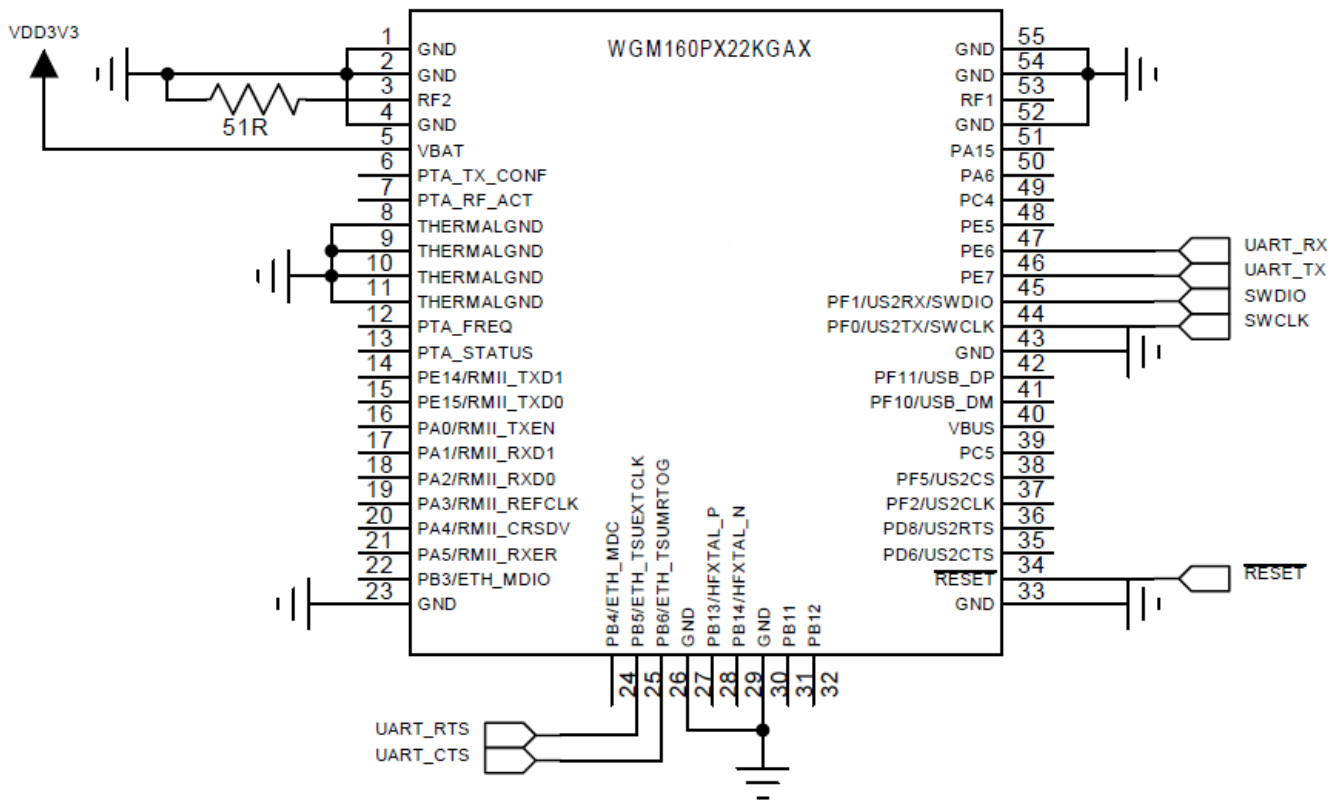 VDD3V3
WGM160PX22KGAX
51R
1 GND
2 GND
3 RF2
4 GND
5 VBAT
6 PTA_TX_CONF
7 PTA_RF_ACT
8 THERMALGND
9 THERMALGND
10 THERMALGND
11 THERMALGND
12 PTA_FREQ
13 PTA_STATUS
14 PE14/RMII_TXD1
15 PE15/RMII_TXD0
16 PA0/RMII_TXEN
17 PA1/RMII_RXD1
18 PA2/RMII_RXD0
19 PA3/RMII_REFCLK
20 PA4/RMII_CRSDV
21 PA5/RMII_RXER
22 PB3/ETH_MDIO
23 GND
PB4/ETH_MDC 24
PB5/ETH_TSUEXTCLK 25
PB6/ETH_TSUMRTOG 26
GND 27
PB13/HFXTAL_P 28
PB14/HFXTAL_N 29
GND 30
PB11 31
PB12 32
UART_RTS
UART_CTS
GND 55
GND 54
RF1 53
GND 52
PA15 51
PA6 50
PC4 49
PE5 48
PE6 47 UART_RX
PE7 46 UART_TX
PF1/US2RX/SWDIO 45 SWDIO
PF0/US2TX/SWCLK 44 SWCLK
GND 43
PF11/USB_DP 42
PF10/USB_DM 41
VBUS 40
PC5 39
PF5/US2CS 38
PF2/US2CLK 37
PD8/US2RTS 36
PD6/US2CTS 35
RESET 34 RESET
GND 33